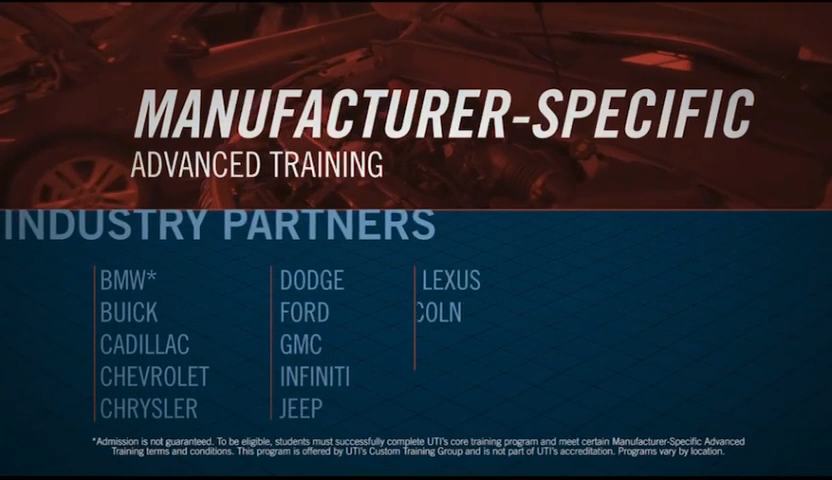 MANUFACTURER-SPECIFIC
ADVANCED TRAINING
INDUSTRY PARTNERS
BMW*
BUICK
CADILLAC
CHEVROLET
CHRYSLER
DODGE
FORD
GMC
INFINITI
JEEP
LEXUS
COLN
*Admission is not guaranteed. To be eligible, students must successfully complete UTI's core training program and meet certain Manufacturer-Specific Advanced
Training terms and conditions. This program is offered by UTI's Custom Training Group and is not part of UTI's accreditation. Programs vary by location.